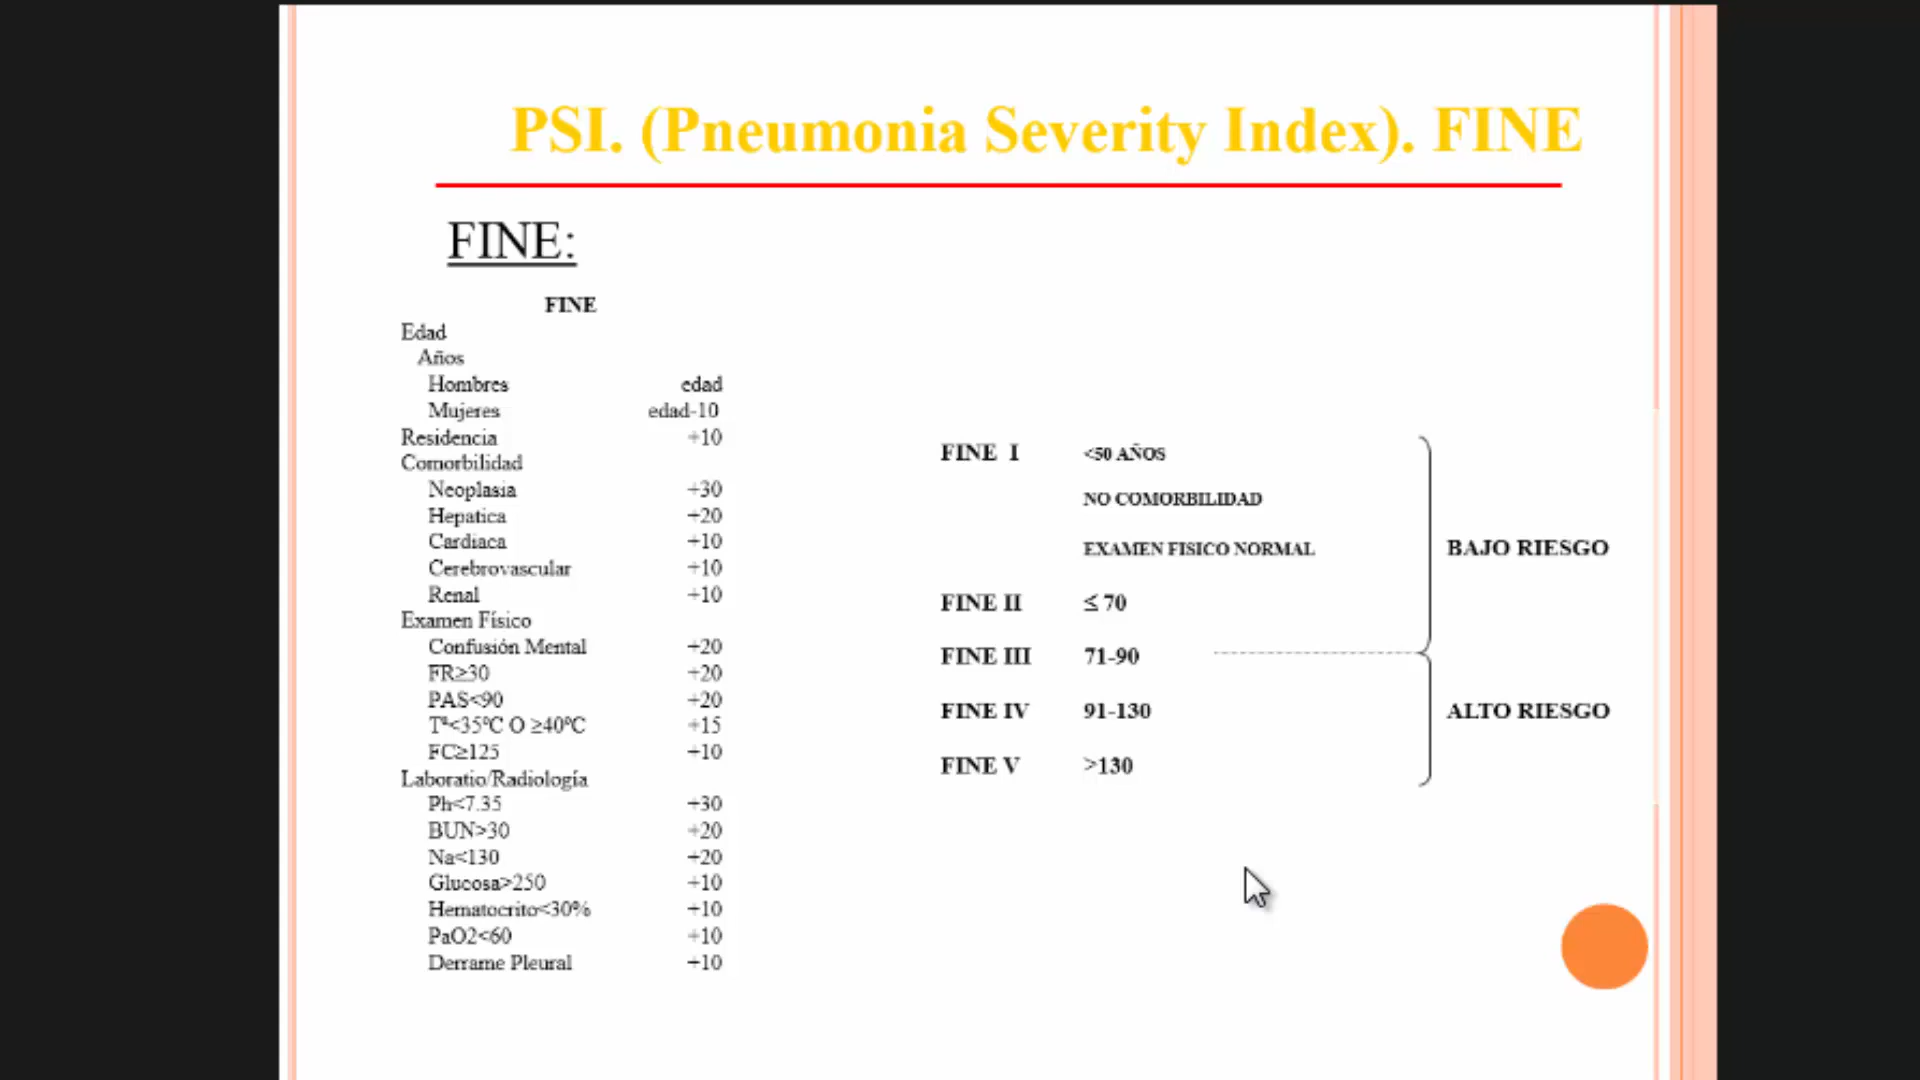 PSI. (Pneumonia Severity Index). FINE
FINE:
FINE
Edad
Años
Hombres edad
Mujeres edad-10
Residencia +10
Comorbilidad
Neoplasia +30
Hepatica +20
Cardiaca +10
Cerebrovascular +10
Renal +10
Examen Físico
Confusión Mental +20
FR≥30 +20
PAS<90 +20
Tª<35ºC O ≥40ºC +15
FC≥125 +10
Laboratio/Radiología
Ph<7.35 +30
BUN>30 +20
Na<130 +20
Glucosa>250 +10
Hematocrito<30% +10
PaO2<60 +10
Derrame Pleural +10
FINE I <50 AÑOS
NO COMORBILIDAD
EXAMEN FISICO NORMAL
FINE II ≤ 70
FINE III 71-90
FINE IV 91-130
FINE V >130
BAJO RIESGO
ALTO RIESGO